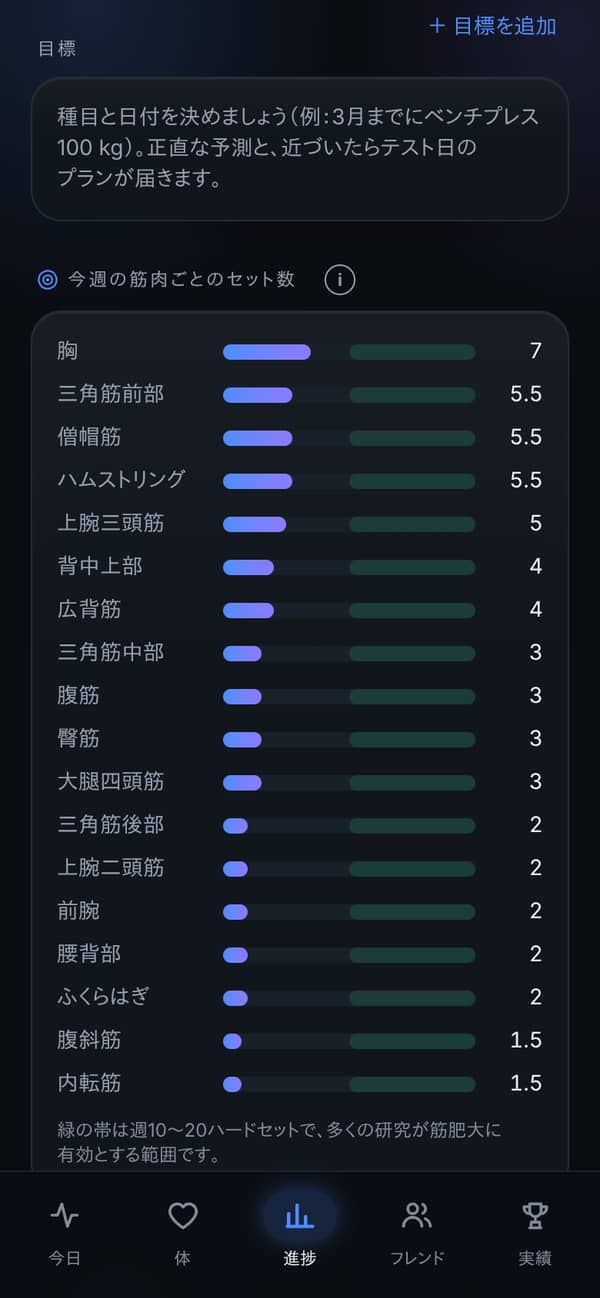 + 目標を追加
目標
種目と日付を決めましょう(例:3月までにベンチプレス
100 kg)。正直な予測と、近づいたらテスト日の
プランが届きます。
今週の筋肉ごとのセット数 i
胸 7
三角筋前部 5.5
僧帽筋 5.5
ハムストリング 5.5
上腕三頭筋 5
背中上部 4
広背筋 4
三角筋中部 3
腹筋 3
臀筋 3
大腿四頭筋 3
三角筋後部 2
上腕二頭筋 2
前腕 2
腰背部 2
ふくらはぎ 2
腹斜筋 1.5
内転筋 1.5
緑の帯は週10〜20ハードセットで、多くの研究が筋肥大に
有効とする範囲です。
今日 体 進捗 フレンド 実績